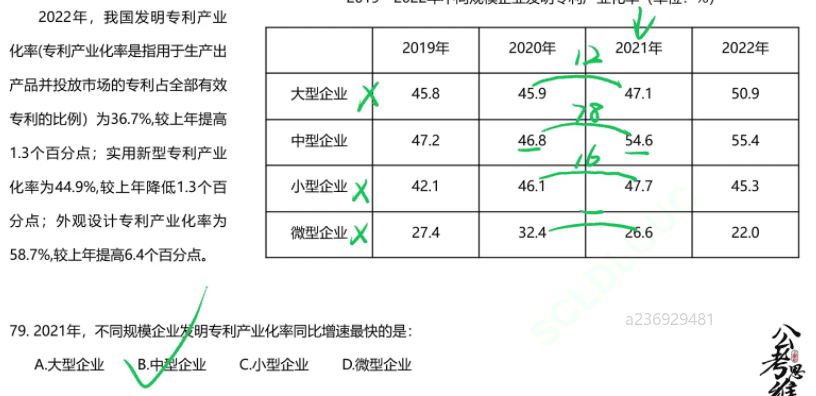 2019—2022年不同规模企业发明专利产业化率（单位：%）
2022年，我国发明专利产业
化率(专利产业化率是指用于生产出
产品并投放市场的专利占全部有效
专利的比例）为36.7%,较上年提高
1.3个百分点；实用新型专利产业
化率为44.9%,较上年降低1.3个百
分点；外观设计专利产业化率为
58.7%,较上年提高6.4个百分点。
2019年 2020年 2021年 2022年
12
大型企业 45.8 45.9 47.1 50.9
78
中型企业 47.2 46.8 54.6 55.4
16
小型企业 42.1 46.1 47.7 45.3
微型企业 27.4 32.4 26.6 22.0
79. 2021年，不同规模企业发明专利产业化率同比增速最快的是：
A.大型企业 B.中型企业 C.小型企业 D.微型企业
a236929481
公考思维